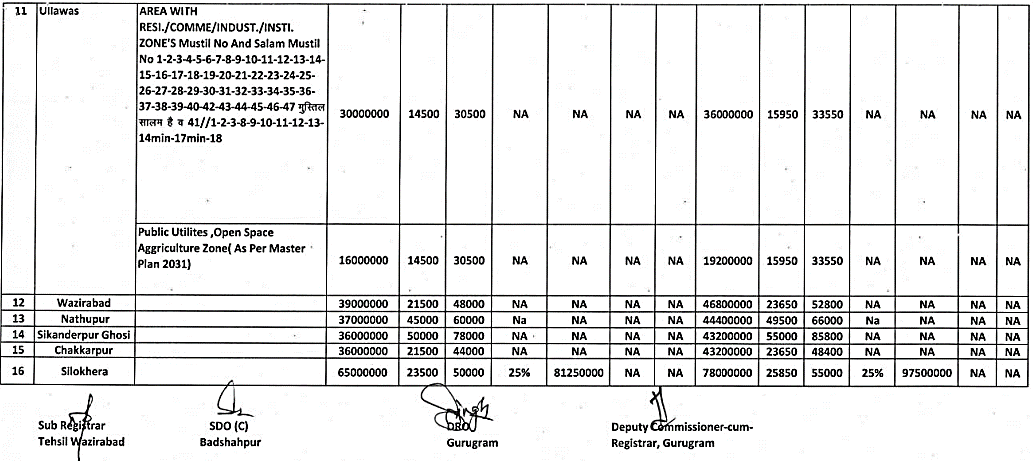 11 Ullawas AREA WITH
RESI./COMME/INDUST./INSTI.
ZONE'S Mustil No And Salam Mustil
No 1-2-3-4-5-6-7-8-9-10-11-12-13-14-
15-16-17-18-19-20-21-22-23-24-25-
26-27-28-29-30-31-32-33-34-35-36-
37-38-39-40-42-43-44-45-46-47 मुस्तिल
सालम है व 41//1-2-3-8-9-10-11-12-13-
14min-17min-18
30000000 14500 30500 NA NA NA NA 36000000 15950 33550 NA NA NA NA
Public Utilites ,Open Space
Aggriculture Zone( As Per Master
Plan 2031)
16000000 14500 30500 NA NA NA NA 19200000 15950 33550 NA NA NA NA
12 Wazirabad 39000000 21500 48000 NA NA NA NA 46800000 23650 52800 NA NA NA NA
13 Nathupur 37000000 45000 60000 Na NA NA NA 44400000 49500 66000 Na NA NA NA
14 Sikanderpur Ghosi 36000000 50000 78000 NA NA NA NA 43200000 55000 85800 NA NA NA NA
15 Chakkarpur 36000000 21500 44000 NA NA NA NA 43200000 23650 48400 NA NA NA NA
16 Silokhera 65000000 23500 50000 25% 81250000 NA NA 78000000 25850 55000 25% 97500000 NA NA
Sub Registrar SDO (C) DRO Deputy Commissioner-cum-
Tehsil Wazirabad Badshahpur Gurugram Registrar, Gurugram